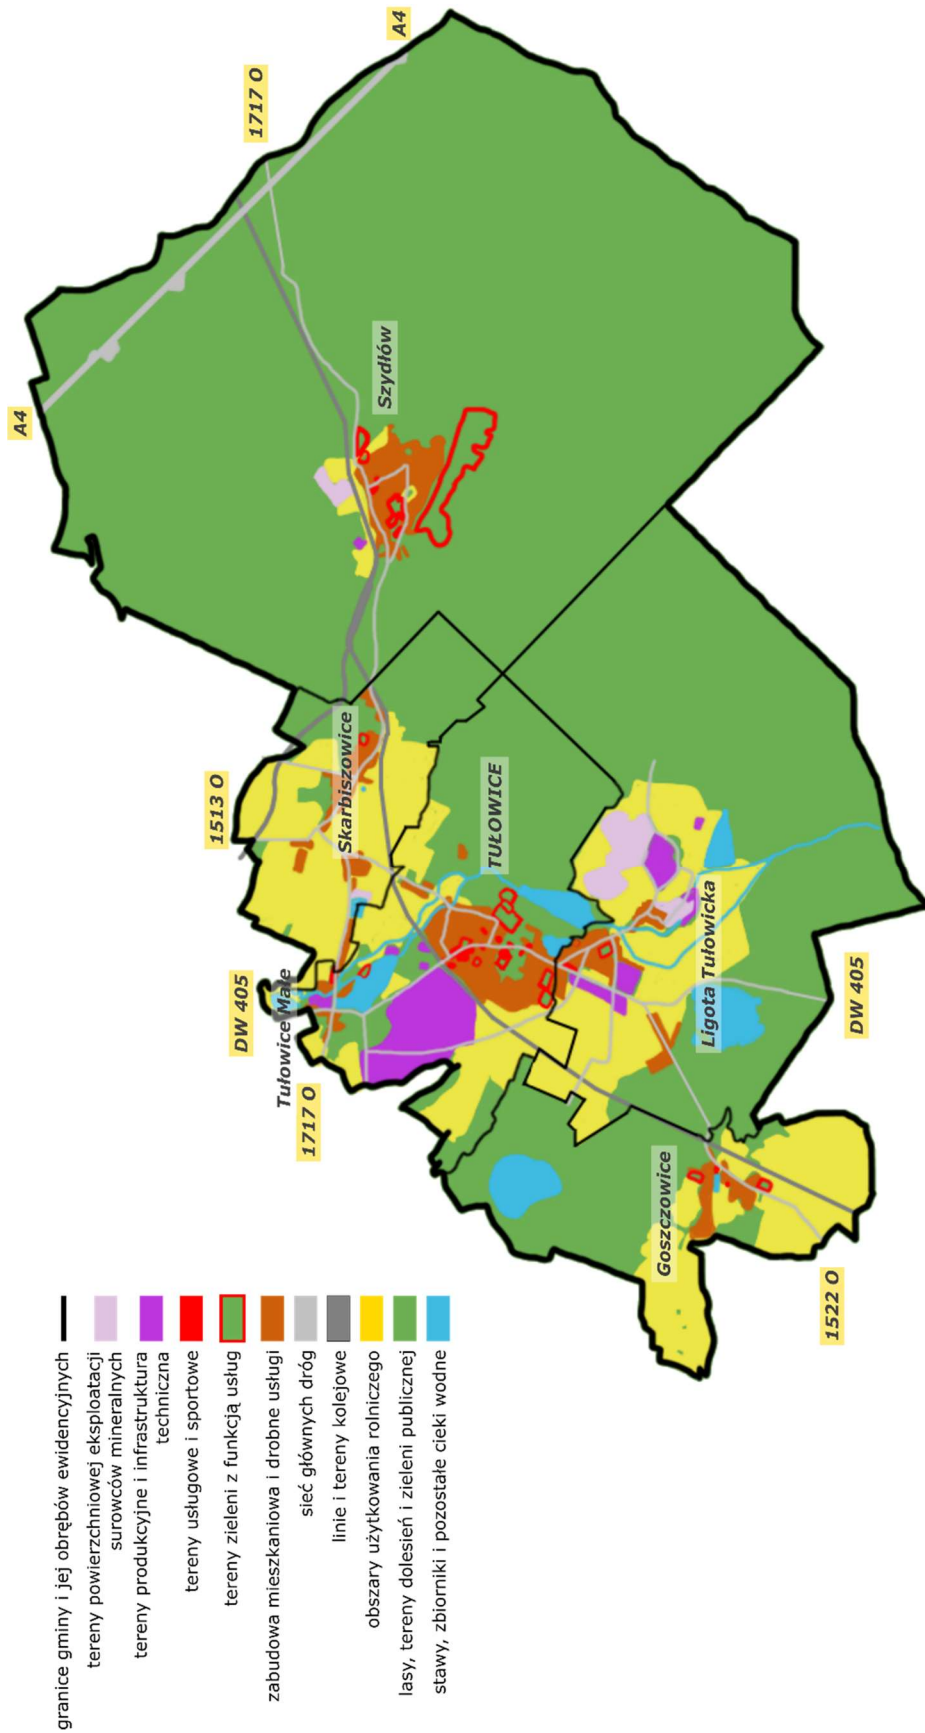 granice gminy i jej obrębów ewidencyjnych
tereny powierzchniowej eksploatacji
surowców mineralnych
tereny produkcyjne i infrastruktura
techniczna
tereny usługowe i sportowe
tereny zieleni z funkcją usług
zabudowa mieszkaniowa i drobne usługi
sieć głównych dróg
linie i tereny kolejowe
obszary użytkowania rolniczego
lasy, tereny dolesień i zieleni publicznej
stawy, zbiorniki i pozostałe cieki wodne
A4
A4
1717 O
Szydłów
1513 O
Skarbiszowice
TUŁOWICE
DW 405
Tułowice Małe
1717 O
Ligota Tułowicka
DW 405
Goszczowice
1522 O